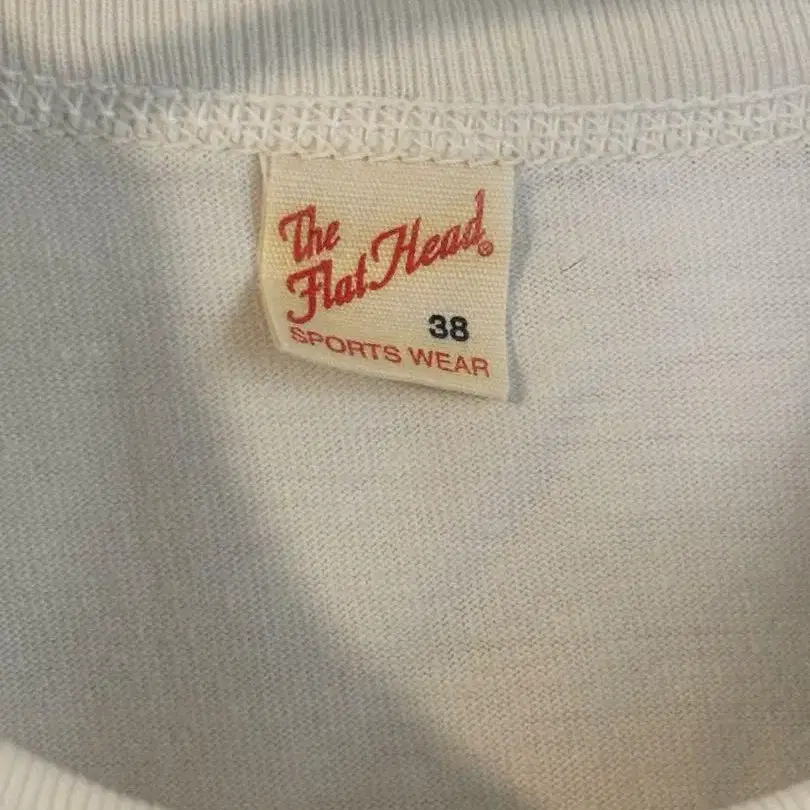 The
Flat Head®
38
SPORTS WEAR